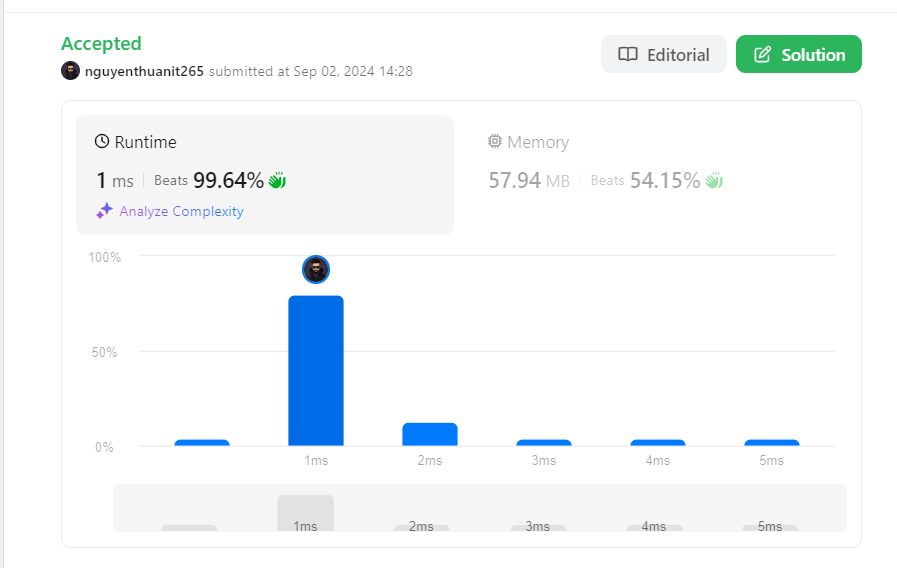 Accepted
nguyenthuanit265 submitted at Sep 02, 2024 14:28
Editorial
Solution
Runtime
1 ms | Beats 99.64%
Analyze Complexity
Memory
57.94 MB | Beats 54.15%
100%
50%
0%
1ms 2ms 3ms 4ms 5ms
1ms 2ms 3ms 4ms 5ms